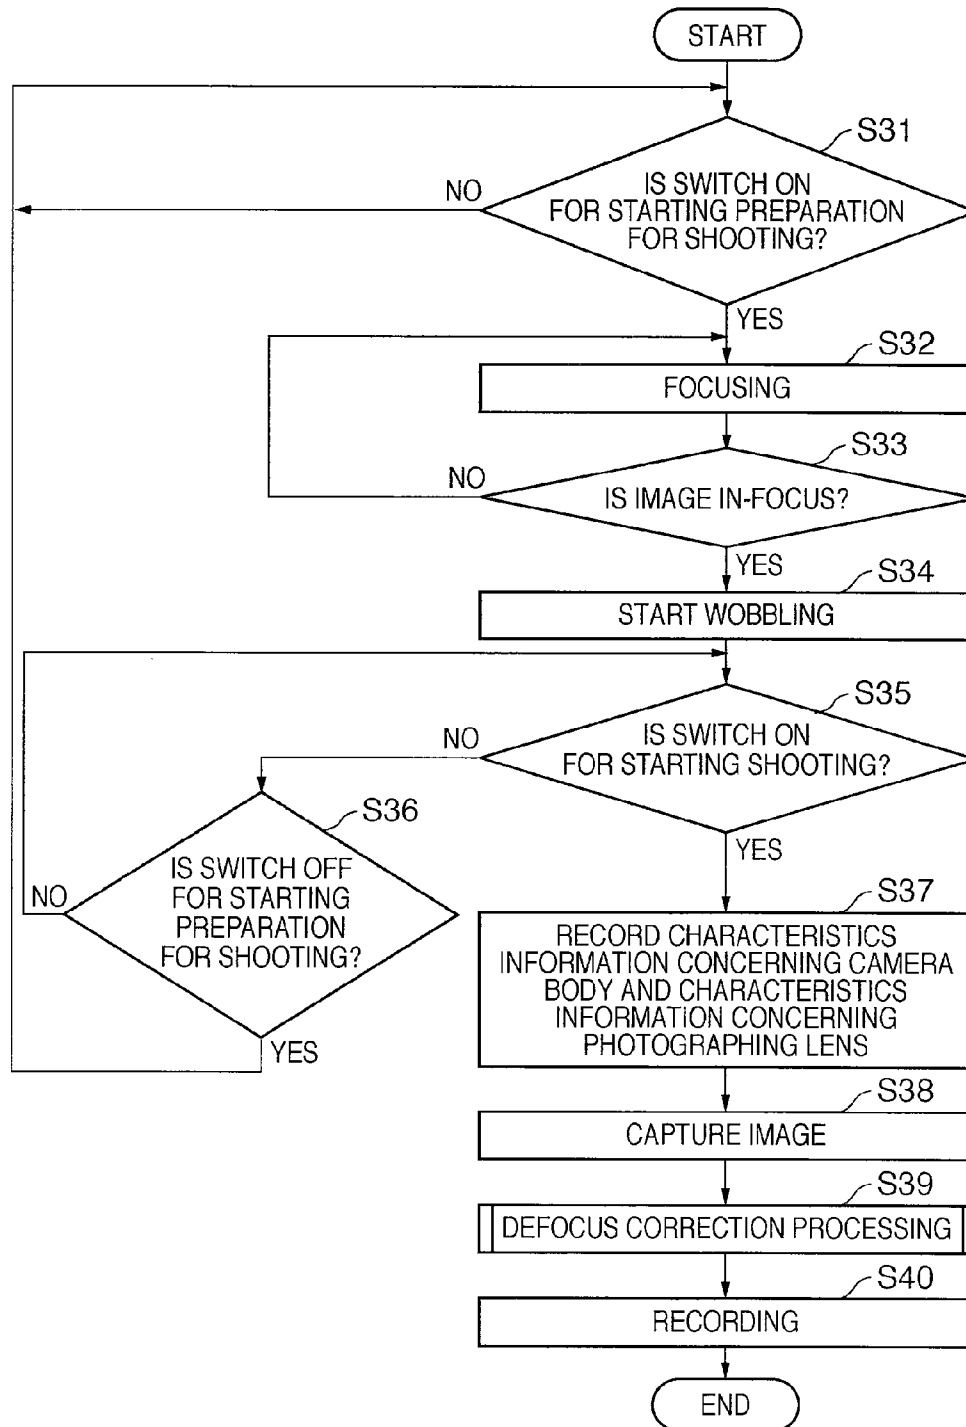 START
S31
NO
IS SWITCH ON
FOR STARTING PREPARATION
FOR SHOOTING?
YES
S32
FOCUSING
S33
NO
IS IMAGE IN-FOCUS?
YES
S34
START WOBBLING
S35
NO
IS SWITCH ON
FOR STARTING SHOOTING?
YES
S36
IS SWITCH OFF
FOR STARTING
PREPARATION
FOR SHOOTING?
NO
YES
S37
RECORD CHARACTERISTICS
INFORMATION CONCERNING CAMERA
BODY AND CHARACTERISTICS
INFORMATION CONCERNING
PHOTOGRAPHING LENS
S38
CAPTURE IMAGE
S39
DEFOCUS CORRECTION PROCESSING
S40
RECORDING
END